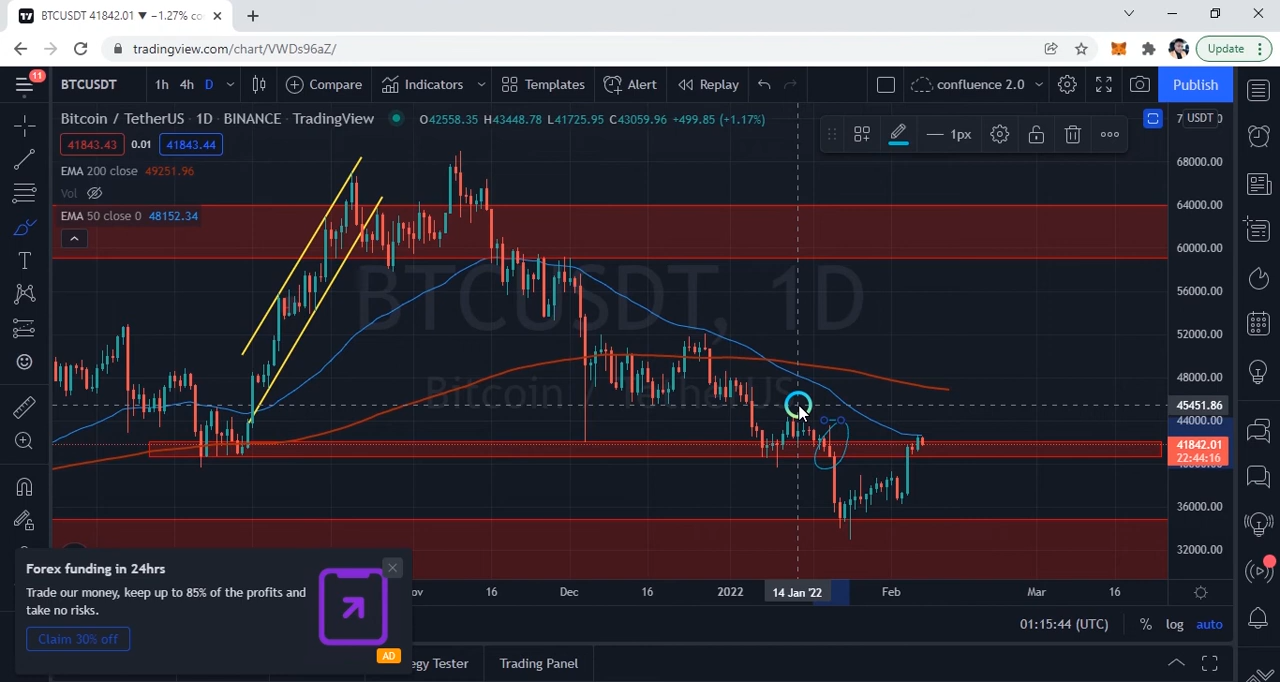 BTCUSDT 41842.01 ▼ −1.27% co
tradingview.com/chart/VWDs96aZ/
Update
11
BTCUSDT 1h 4h D Compare Indicators Templates Alert Replay confluence 2.0 Publish
Bitcoin / TetherUS · 1D · BINANCE · TradingView O42558.35 H43448.78 L41725.95 C43059.96 +499.85 (+1.17%)
1px
USDT
41843.43 0.01 41843.44
EMA 200 close 49251.96
Vol
EMA 50 close 0 48152.34
68000.00
64000.00
60000.00
56000.00
52000.00
48000.00
45451.86
44000.00
41842.01
22:44:16
36000.00
32000.00
BTCUSDT, 1D
Bitcoin / TetherUS
16 Dec 16 2022 14 Jan '22 Feb Mar 16
Forex funding in 24hrs
Trade our money, keep up to 85% of the profits and
take no risks.
Claim 30% off
AD
01:15:44 (UTC) % log auto
egy Tester Trading Panel